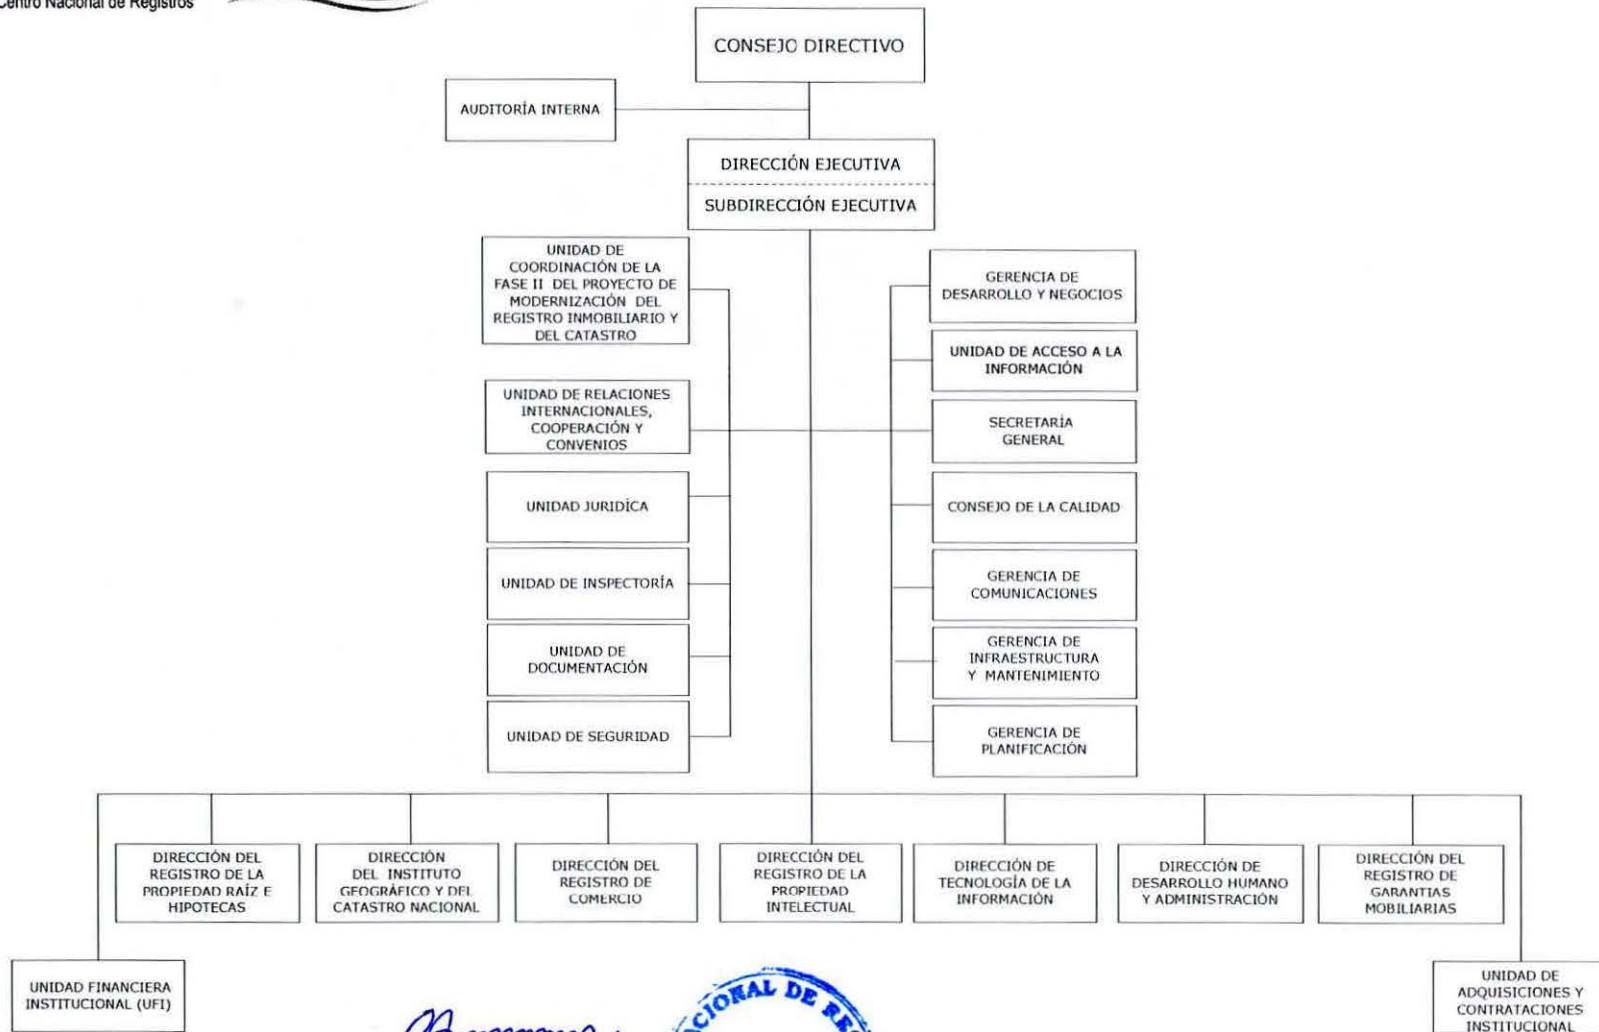 Centro Nacional de Registros
CONSEJO DIRECTIVO
AUDITORÍA INTERNA
DIRECCIÓN EJECUTIVA
SUBDIRECCIÓN EJECUTIVA
UNIDAD DE
COORDINACIÓN DE LA
FASE II DEL PROYECTO DE
MODERNIZACIÓN DEL
REGISTRO INMOBILIARIO Y
DEL CATASTRO
UNIDAD DE RELACIONES
INTERNACIONALES,
COOPERACIÓN Y
CONVENIOS
UNIDAD JURIDÍCA
UNIDAD DE INSPECTORÍA
UNIDAD DE
DOCUMENTACIÓN
UNIDAD DE SEGURIDAD
GERENCIA DE
DESARROLLO Y NEGOCIOS
UNIDAD DE ACCESO A LA
INFORMACIÓN
SECRETARÍA
GENERAL
CONSEJO DE LA CALIDAD
GERENCIA DE
COMUNICACIONES
GERENCIA DE
INFRAESTRUCTURA
Y MANTENIMIENTO
GERENCIA DE
PLANIFICACIÓN
DIRECCIÓN DEL
REGISTRO DE LA
PROPIEDAD RAÍZ E
HIPOTECAS
DIRECCIÓN
DEL INSTITUTO
GEOGRÁFICO Y DEL
CATASTRO NACIONAL
DIRECCIÓN DEL
REGISTRO DE
COMERCIO
DIRECCIÓN DEL
REGISTRO DE LA
PROPIEDAD
INTELECTUAL
DIRECCIÓN DE
TECNOLOGÍA DE LA
INFORMACIÓN
DIRECCIÓN DE
DESARROLLO HUMANO
Y ADMINISTRACIÓN
DIRECCIÓN DEL
REGISTRO DE
GARANTIAS
MOBILIARIAS
UNIDAD FINANCIERA
INSTITUCIONAL (UFI)
UNIDAD DE
ADQUISICIONES Y
CONTRATACIONES
INSTITUCIONAL
DE